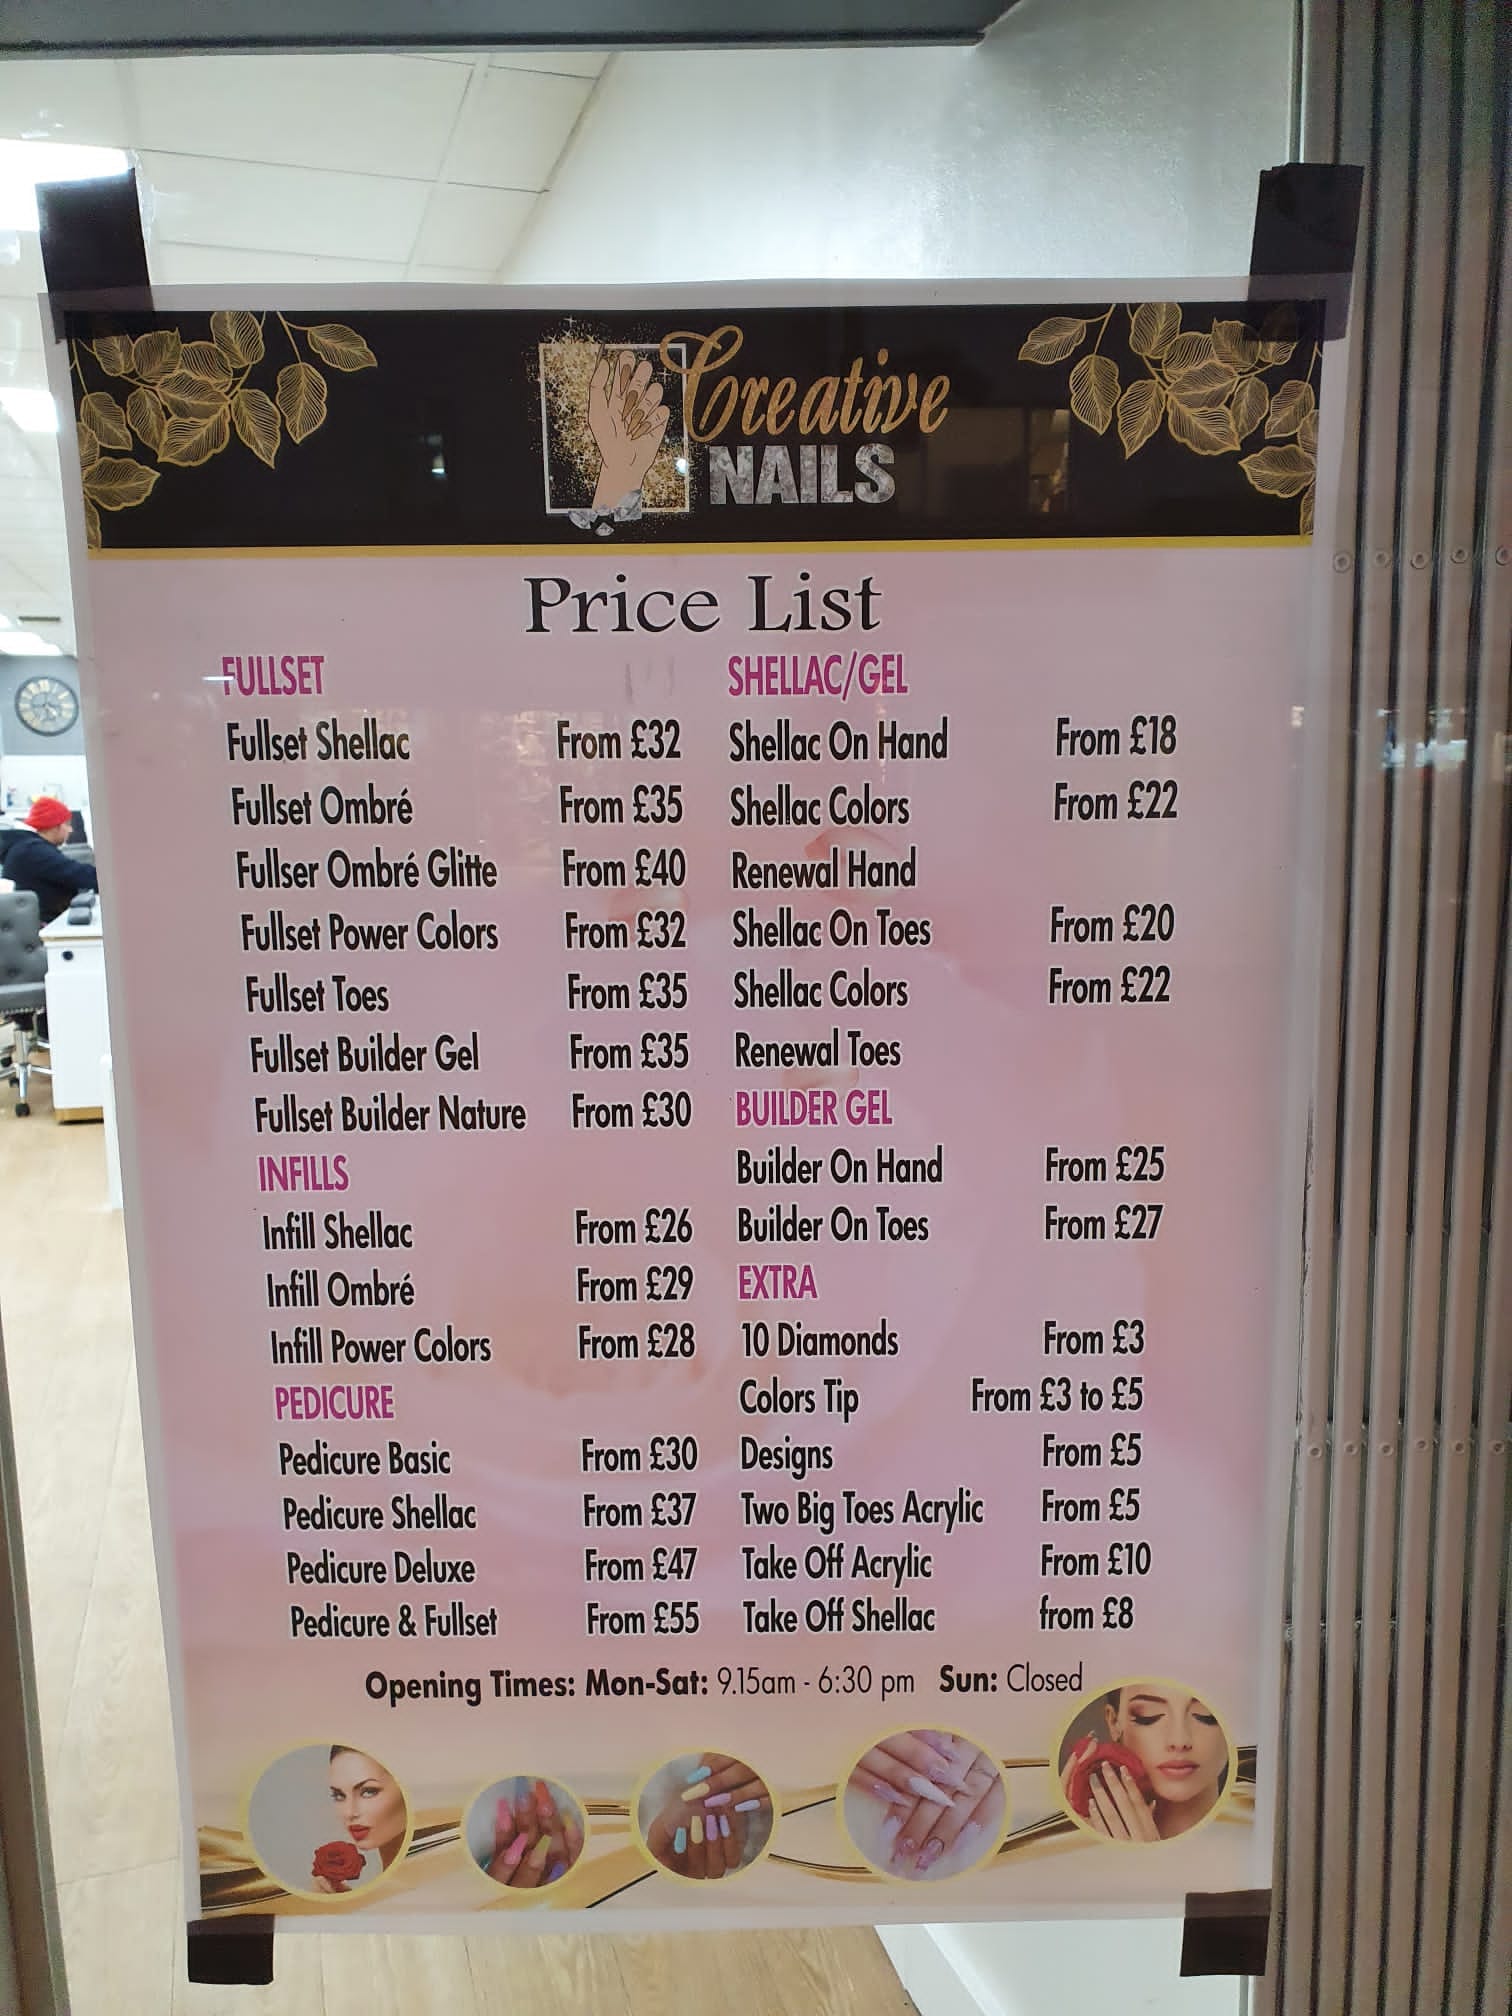 Creative
NAILS
Price List
FULLSET
Fullset Shellac From £32
Fullset Ombré From £35
Fullser Ombré Glitte From £40
Fullset Power Colors From £32
Fullset Toes From £35
Fullset Builder Gel From £35
Fullset Builder Nature From £30
INFILLS
Infill Shellac From £26
Infill Ombré From £29
Infill Power Colors From £28
PEDICURE
Pedicure Basic From £30
Pedicure Shellac From £37
Pedicure Deluxe From £47
Pedicure & Fullset From £55
SHELLAC/GEL
Shellac On Hand From £18
Shellac Colors From £22
Renewal Hand
Shellac On Toes From £20
Shellac Colors From £22
Renewal Toes
BUILDER GEL
Builder On Hand From £25
Builder On Toes From £27
EXTRA
10 Diamonds From £3
Colors Tip From £3 to £5
Designs From £5
Two Big Toes Acrylic From £5
Take Off Acrylic From £10
Take Off Shellac from £8
Opening Times: Mon-Sat: 9.15am - 6:30 pm Sun: Closed